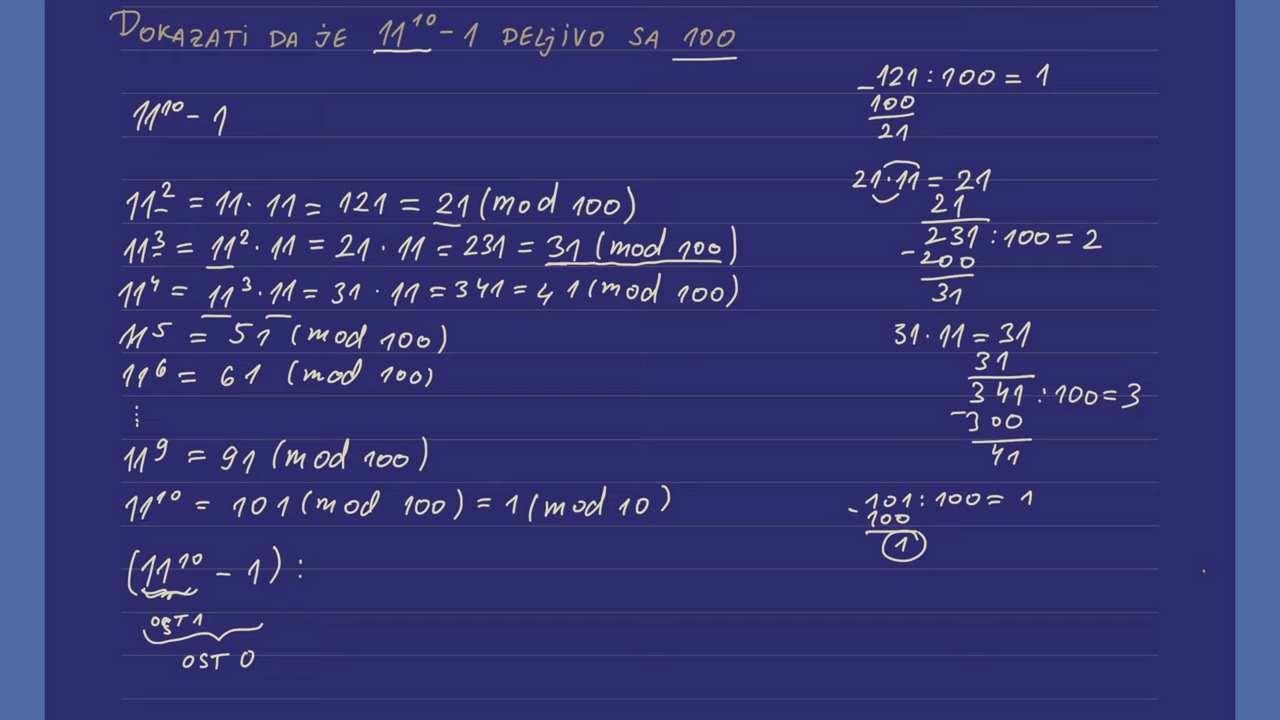 DOKAZATI DA JE 11^10 - 1 DELJIVO SA 100
11^10 - 1
11^2 = 11 · 11 = 121 = 21 (mod 100)
11^3 = 11^2 · 11 = 21 · 11 = 231 = 31 (mod 100)
11^4 = 11^3 · 11 = 31 · 11 = 341 = 41 (mod 100)
11^5 = 51 (mod 100)
11^6 = 61 (mod 100)
⋮
11^9 = 91 (mod 100)
11^10 = 101 (mod 100) = 1 (mod 10)
(11^10 - 1) :
OST 1
OST 0
-121 : 100 = 1
100
21
21 · 11 = 21
21
231 : 100 = 2
-200
31
31 · 11 = 31
31
341 : 100 = 3
-300
41
-101 : 100 = 1
100
1